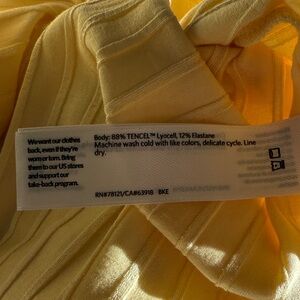 We want our clothes
back, even if they're
worn or torn. Bring
them to our US stores
and support our
take-back program.
Body: 88% TENCEL™ Lyocell, 12% Elastane
Machine wash cold with like colors, delicate cycle. Line
dry.
RN#78121/CA#63918 BKE